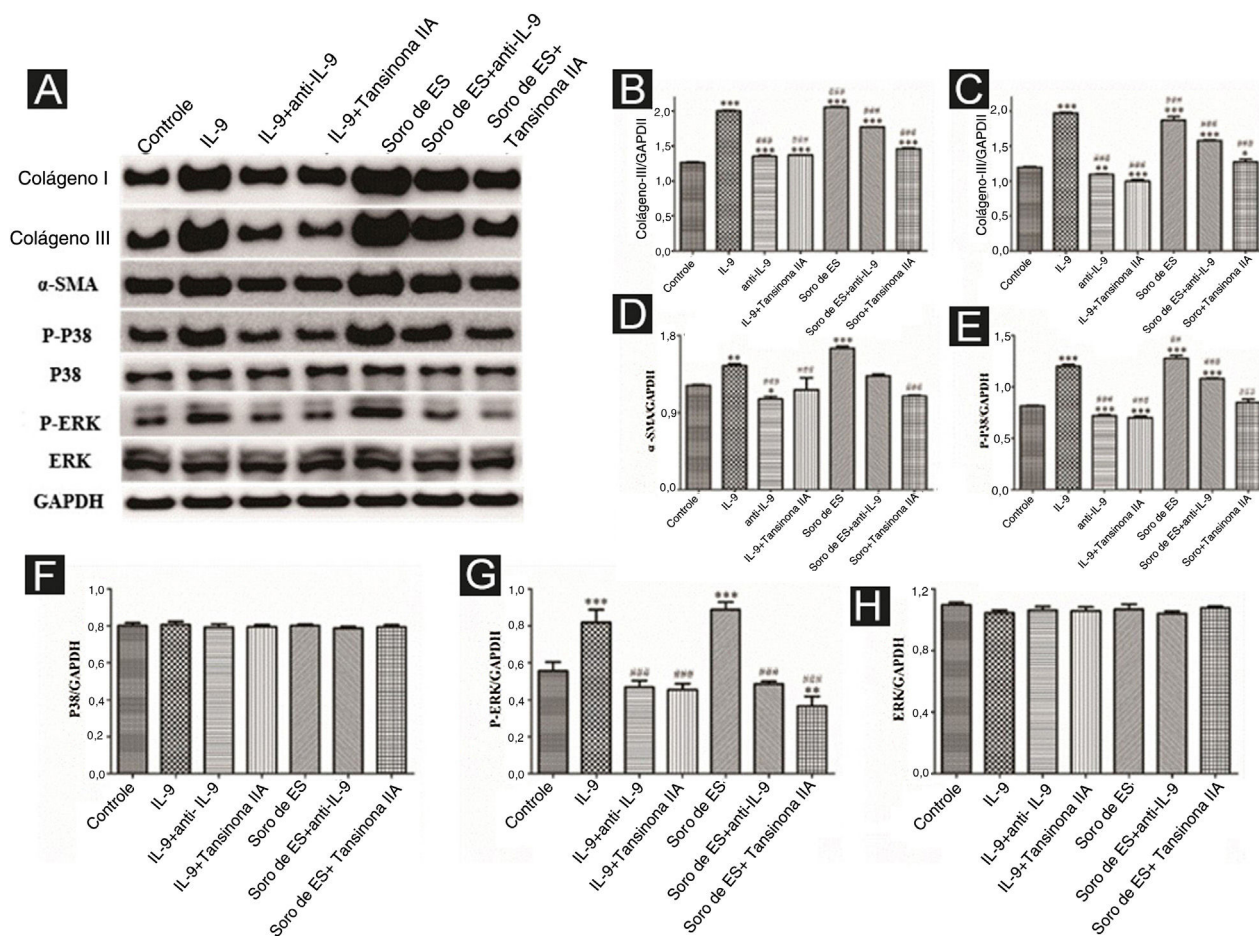 A
Controle
IL-9
IL-9+anti-IL-9
IL-9+Tansinona IIA
Soro de ES
Soro de ES+anti-IL-9
Soro de ES+
Tansinona IIA
Colágeno I
Colágeno III
α-SMA
P-P38
P38
P-ERK
ERK
GAPDH
B
Colágeno-III/GAPDII
2,0
1,5
1,0
0,5
0,0
***
***
***
***
***
***
Controle
IL-9
anti-IL-9
IL-9+Tansinona IIA
Soro de ES
Soro de ES+anti-IL-9
Soro+Tansinona IIA
C
Colágeno-III/GAPDII
2,0
1,5
1,0
5,0
0,0
***
**
***
***
***
*
Controle
IL-9
anti-IL-9
IL-9+Tansinona IIA
Soro de ES
Soro de ES+anti-IL-9
Soro+Tansinona IIA
D
α-SMA/GAPDH
1,8
0,9
0,0
**
*
***
Controle
IL-9
anti-IL-9
IL-9+Tansinona IIA
Soro de ES
Soro de ES+anti-IL-9
Soro+Tansinona IIA
E
P-P38/GAPDH
1,5
1,0
0,5
0,0
***
***
***
***
***
Controle
IL-9
anti-IL-9
IL-9+Tansinona IIA
Soro de ES
Soro de ES+anti-IL-9
Soro+Tansinona IIA
F
P38/GAPDH
1,0
0,8
0,6
0,4
0,2
0,0
Controle
IL-9
IL-9+anti- IL-9
IL-9+Tansinona IIA
Soro de ES
Soro de ES+anti-IL-9
Soro de ES+ Tansinona IIA
G
P-ERK/GAPDH
1,0
0,8
0,6
0,4
0,2
0,0
***
***
**
Controle
IL-9
IL-9+anti- IL-9
IL-9+Tansinona IIA
Soro de ES
Soro de ES+anti-IL-9
Soro de ES+ Tansinona IIA
H
ERK/GAPDH
1,2
1,0
0,8
0,4
0,0
Controle
IL-9
IL-9+anti-IL-9
IL-9+Tansinona IIA
Soro de ES
Soro de ES+anti-IL-9
Soro de ES+ Tansinona IIA